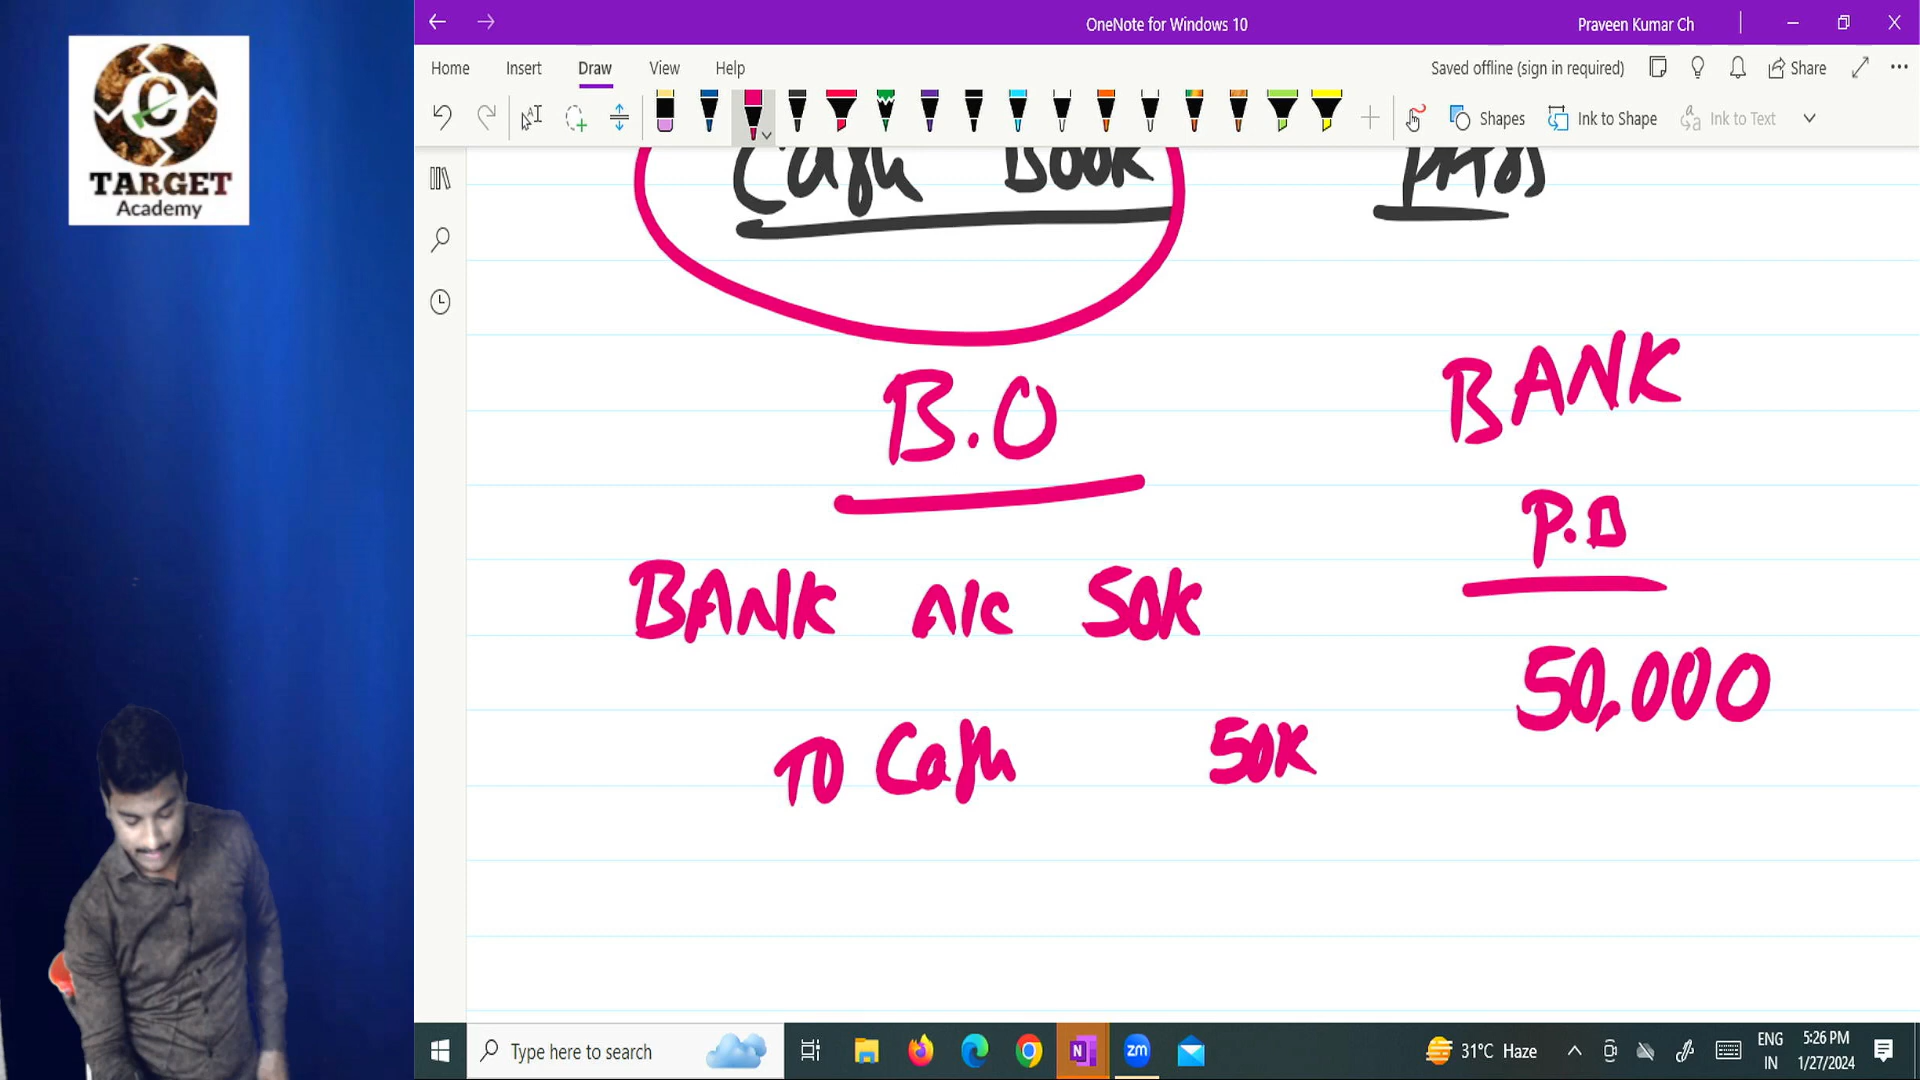 OneNote for Windows 10
Praveen Kumar Ch
Home Insert Draw View Help
Saved offline (sign in required)
Share
Shapes
Ink to Shape
Ink to Text
C
TARGET
Academy
Cash Book
PASS
B.O
BANK
P.B
BANK A/c 50K
50,000
TO Cash 50K
Type here to search
N
zm
31°C Haze
ENG
IN
5:26 PM
1/27/2024